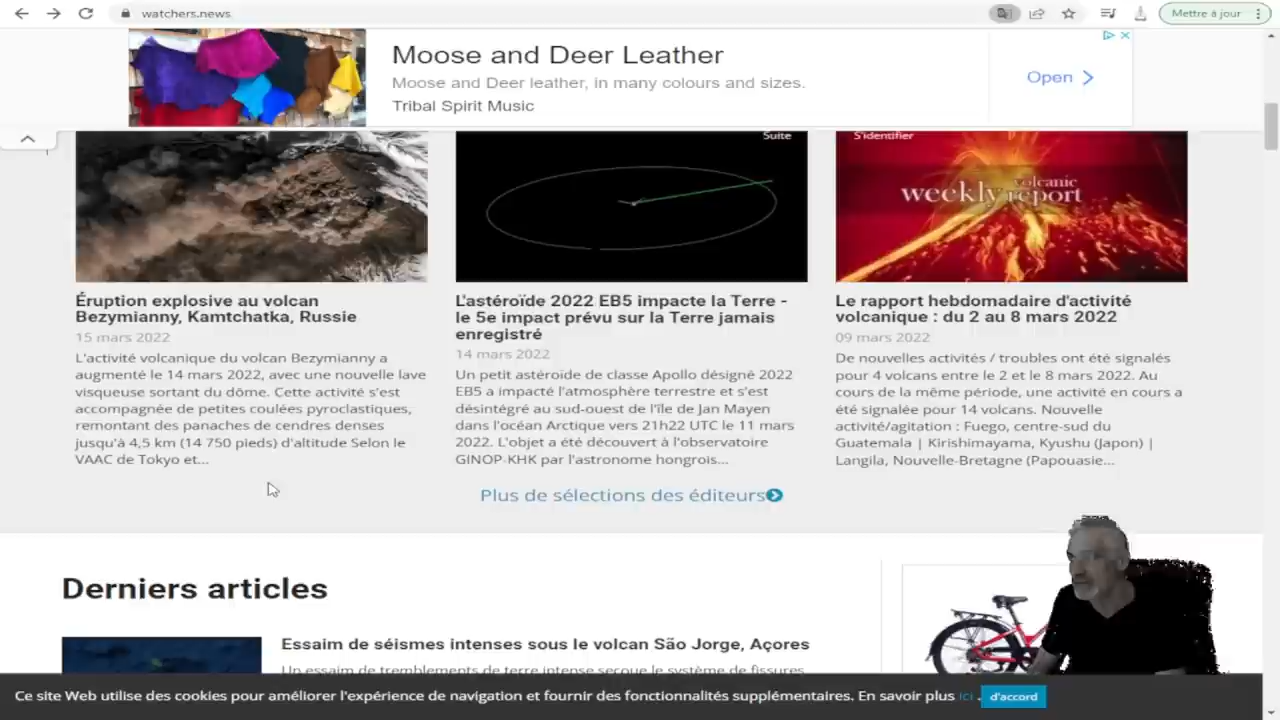 watchers.news
Mettre à jour
Moose and Deer Leather
Moose and Deer leather, in many colours and sizes.
Tribal Spirit Music
Open
Suite
S'identifier
volcanic
weekly report
Éruption explosive au volcan
Bezymianny, Kamtchatka, Russie
15 mars 2022
L'activité volcanique du volcan Bezymianny a
augmenté le 14 mars 2022, avec une nouvelle lave
visqueuse sortant du dôme. Cette activité s'est
accompagnée de petites coulées pyroclastiques,
remontant des panaches de cendres denses
jusqu'à 4,5 km (14 750 pieds) d'altitude Selon le
VAAC de Tokyo et...
L'astéroïde 2022 EB5 impacte la Terre -
le 5e impact prévu sur la Terre jamais
enregistré
14 mars 2022
Un petit astéroïde de classe Apollo désigné 2022
EB5 a impacté l'atmosphère terrestre et s'est
désintégré au sud-ouest de l'île de Jan Mayen
dans l'océan Arctique vers 21h22 UTC le 11 mars
2022. L'objet a été découvert à l'observatoire
GINOP-KHK par l'astronome hongrois...
Le rapport hebdomadaire d'activité
volcanique : du 2 au 8 mars 2022
09 mars 2022
De nouvelles activités / troubles ont été signalés
pour 4 volcans entre le 2 et le 8 mars 2022. Au
cours de la même période, une activité en cours a
été signalée pour 14 volcans. Nouvelle
activité/agitation : Fuego, centre-sud du
Guatemala | Kirishimayama, Kyushu (Japon) |
Langila, Nouvelle-Bretagne (Papouasie...
Plus de sélections des éditeurs
Derniers articles
Essaim de séismes intenses sous le volcan São Jorge, Açores
Un essaim de tremblements de terre intense secoue le système de fissures
Ce site Web utilise des cookies pour améliorer l'expérience de navigation et fournir des fonctionnalités supplémentaires. En savoir plus ici .
d'accord